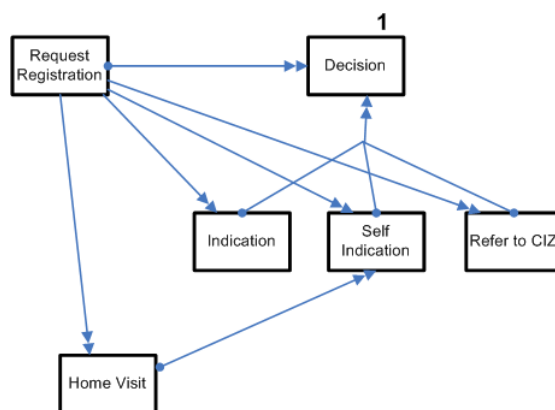 1
Request
Registration
Decision
Indication
Self
Indication
Refer to CIZ
Home Visit